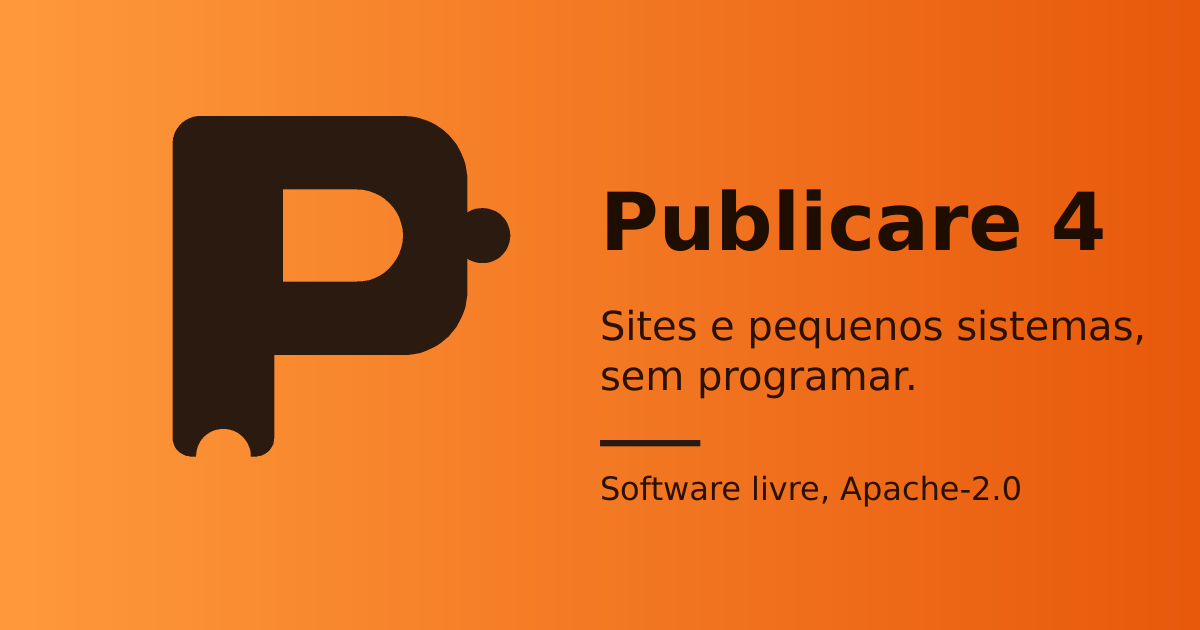 Publicare 4
Sites e pequenos sistemas,
sem programar.
Software livre, Apache-2.0